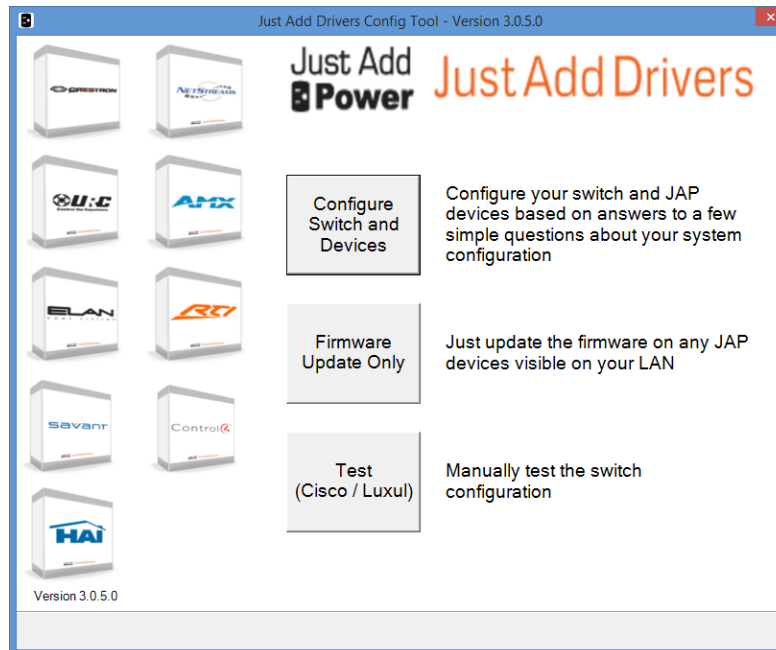 Just Add Drivers Config Tool - Version 3.0.5.0
Just Add
Power
Just Add Drivers
CRESTRON
NETSTREAMS
URC
AMX
ELAN
HOME SYSTEMS
RTI
savant
Control4
HAI
Configure
Switch and
Devices
Configure your switch and JAP
devices based on answers to a few
simple questions about your system
configuration
Firmware
Update Only
Just update the firmware on any JAP
devices visible on your LAN
Test
(Cisco / Luxul)
Manually test the switch
configuration
Version 3.0.5.0